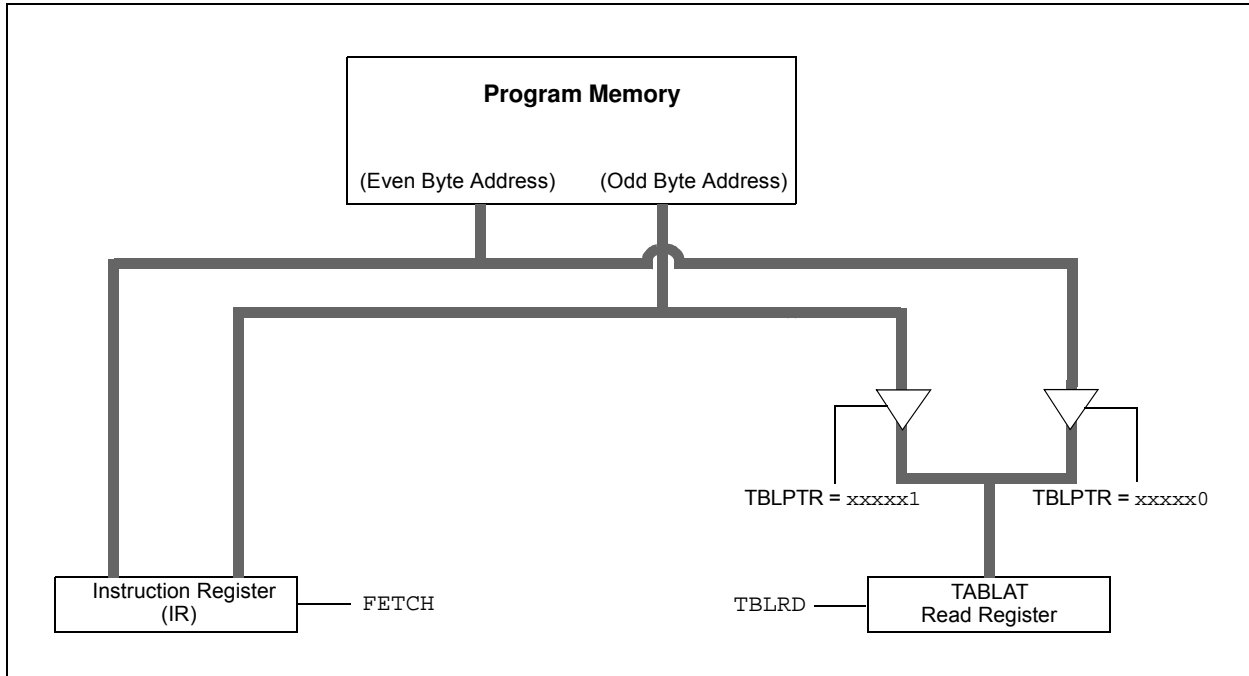 Program Memory
(Even Byte Address) (Odd Byte Address)
TBLPTR = xxxxx1
TBLPTR = xxxxx0
Instruction Register
(IR)
FETCH
TBLRD
TABLAT
Read Register